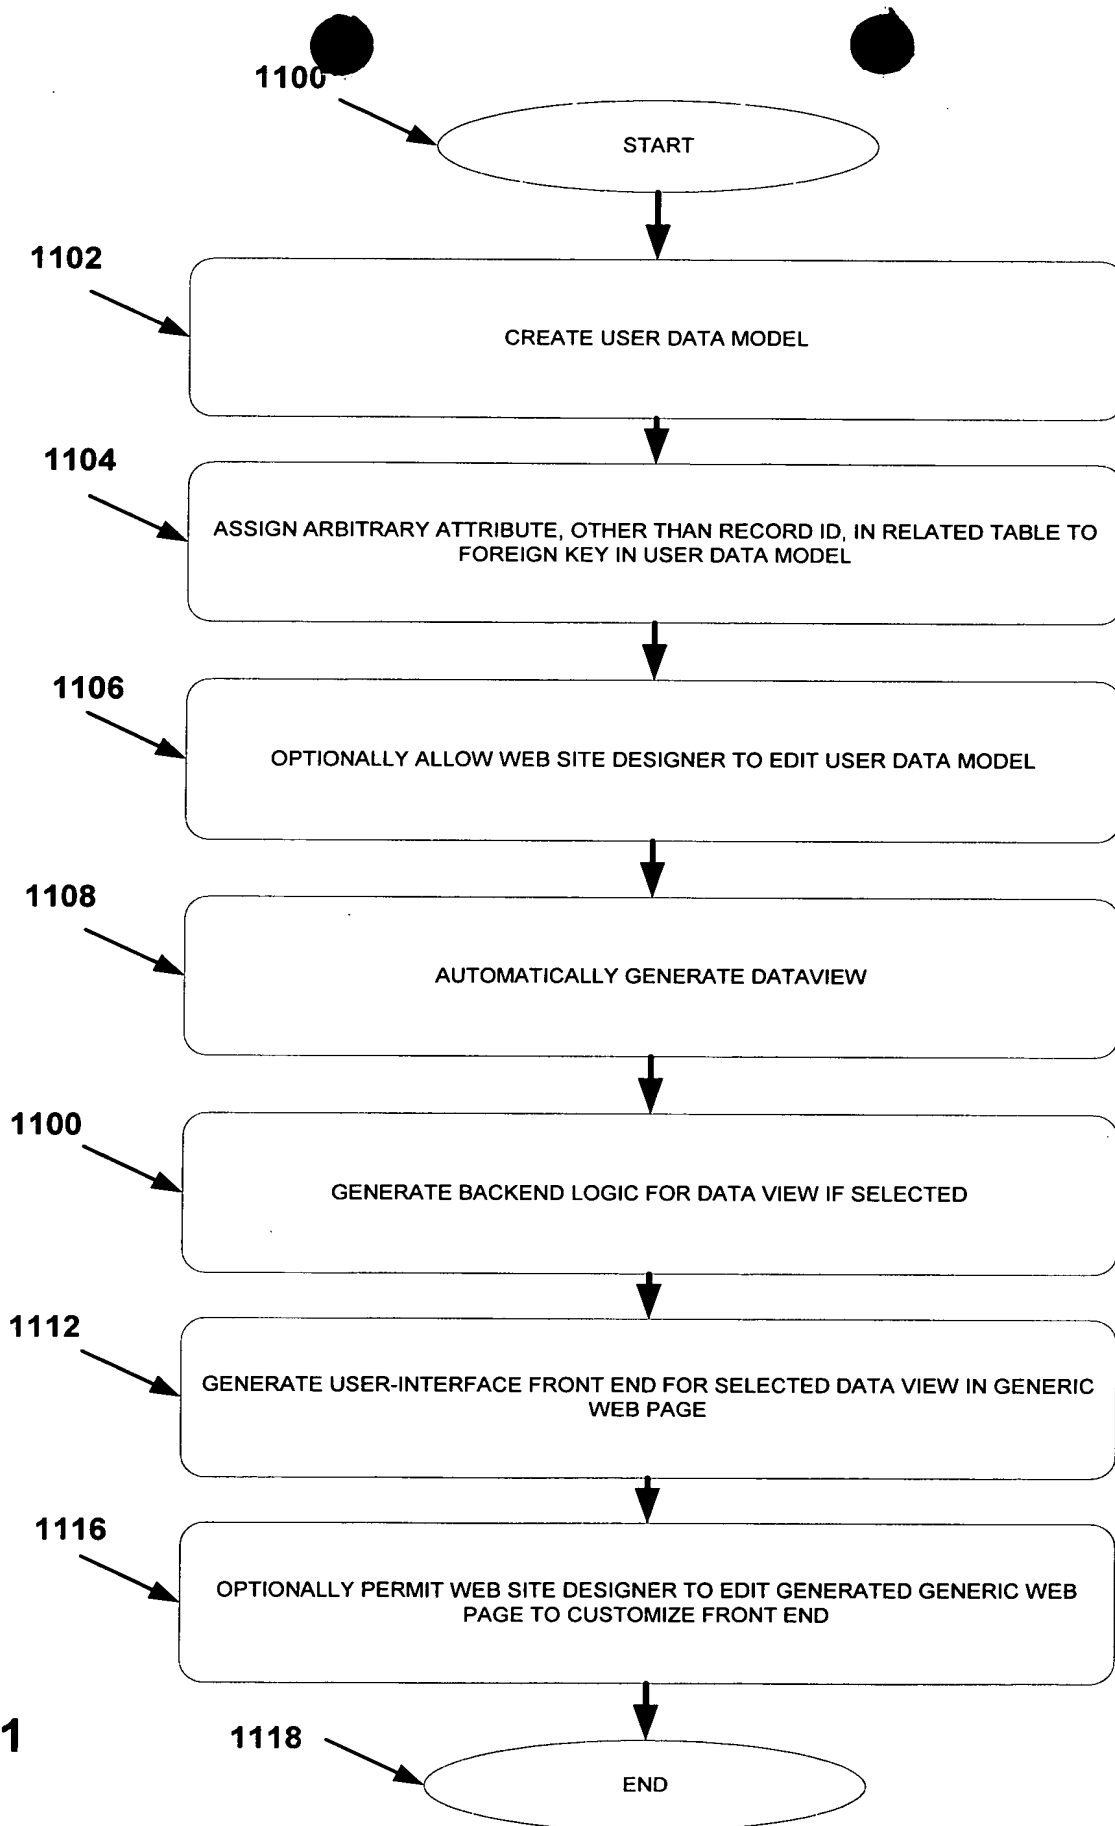 1100
START
1102
CREATE USER DATA MODEL
1104
ASSIGN ARBITRARY ATTRIBUTE, OTHER THAN RECORD ID, IN RELATED TABLE TO
FOREIGN KEY IN USER DATA MODEL
1106
OPTIONALLY ALLOW WEB SITE DESIGNER TO EDIT USER DATA MODEL
1108
AUTOMATICALLY GENERATE DATAVIEW
1100
GENERATE BACKEND LOGIC FOR DATA VIEW IF SELECTED
1112
GENERATE USER-INTERFACE FRONT END FOR SELECTED DATA VIEW IN GENERIC
WEB PAGE
1116
OPTIONALLY PERMIT WEB SITE DESIGNER TO EDIT GENERATED GENERIC WEB
PAGE TO CUSTOMIZE FRONT END
1
1118
END